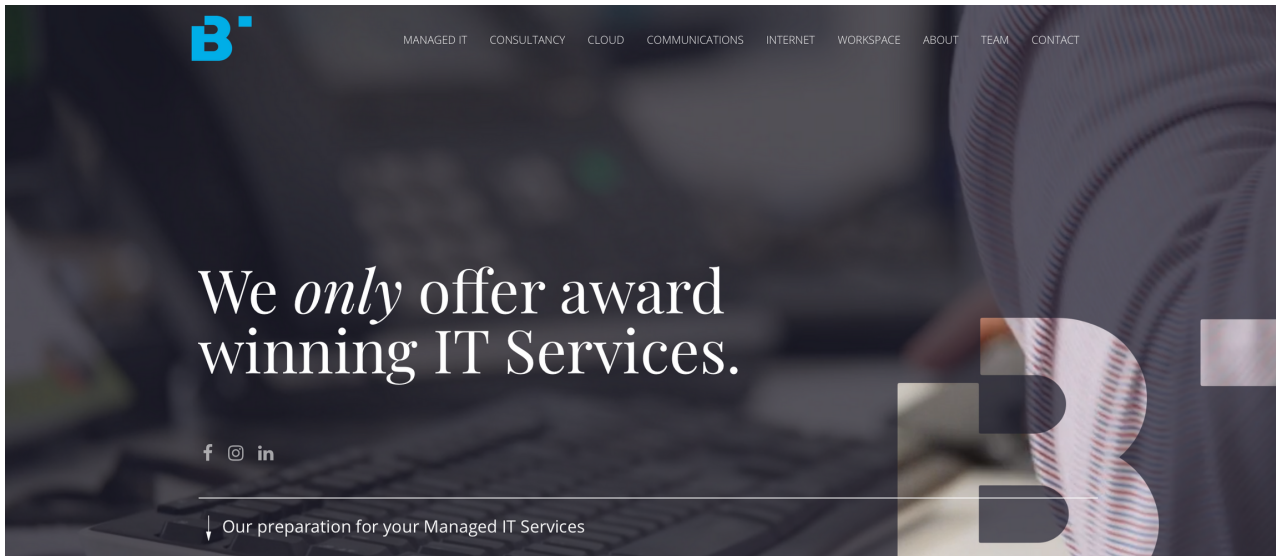 B
MANAGED IT CONSULTANCY CLOUD COMMUNICATIONS INTERNET WORKSPACE ABOUT TEAM CONTACT
We only offer award
winning IT Services.
f in
Our preparation for your Managed IT Services
B